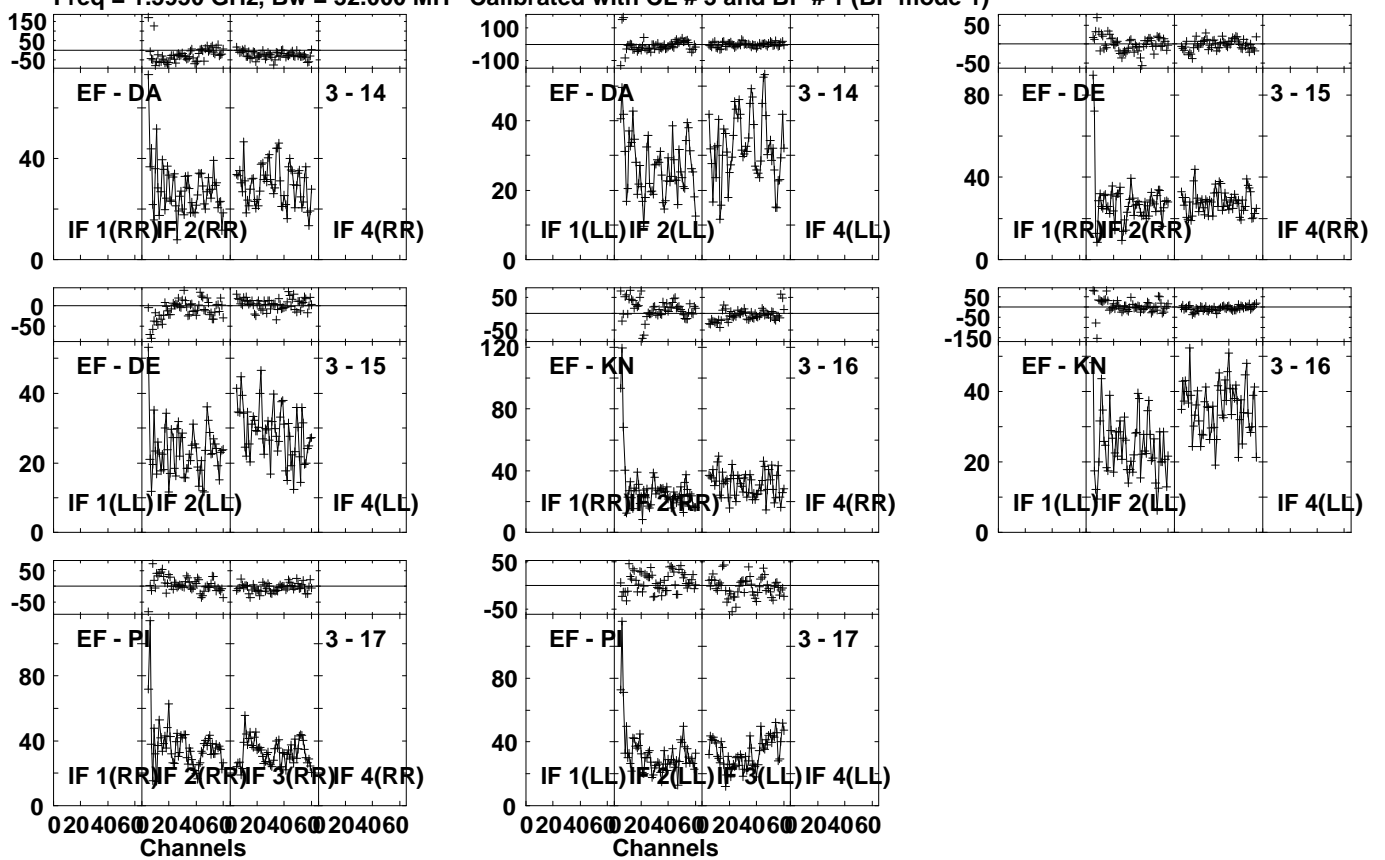 Freq = 1.5950 GHz, Bw = 32.000 MH Calibrated with CL # 3 and BP # 1 (BP mode 1)
150
50
-50
EF - DA
3 - 14
40
IF 1(RR)
IF 2(RR)
IF 4(RR)
0
100
-100
EF - DA
3 - 14
40
20
IF 1(LL)
IF 2(LL)
IF 4(LL)
0
50
-50
EF - DE
3 - 15
80
40
IF 1(RR)
IF 2(RR)
IF 4(RR)
0
0
-50
EF - DE
3 - 15
40
20
IF 1(LL)
IF 2(LL)
IF 4(LL)
0
50
-50
120
EF - KN
3 - 16
80
40
IF 1(RR)
IF 2(RR)
IF 4(RR)
0
50
-50
-150
EF - KN
3 - 16
40
20
IF 1(LL)
IF 2(LL)
IF 4(LL)
0
50
-50
EF - PI
3 - 17
80
40
IF 1(RR)
IF 2(RR)
IF 3(RR)
IF 4(RR)
0
0 20 40 60 0 20 40 60 0 20 40 60 0 20 40 60
Channels
50
-50
EF - PI
3 - 17
80
40
IF 1(LL)
IF 2(LL)
IF 3(LL)
IF 4(LL)
0
0 20 40 60 0 20 40 60 0 20 40 60 0 20 40 60
Channels